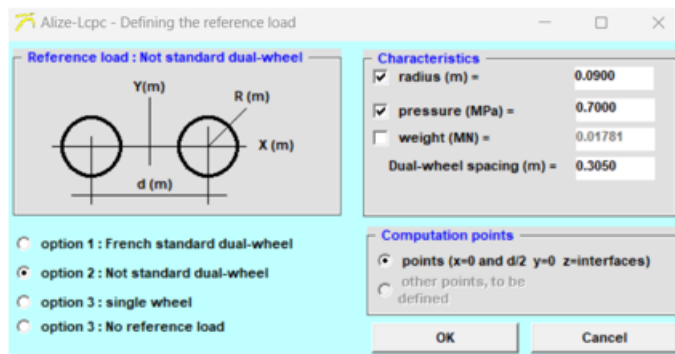 Alize-Lcpc - Defining the reference load
Reference load : Not standard dual-wheel
Y(m)
R (m)
X (m)
d (m)
option 1 : French standard dual-wheel
option 2 : Not standard dual-wheel
option 3 : single wheel
option 3 : No reference load
Characteristics
radius (m) = 0.0900
pressure (MPa) = 0.7000
weight (MN) = 0.01781
Dual-wheel spacing (m) = 0.3050
Computation points
points (x=0 and d/2 y=0 z=interfaces)
other points, to be
defined
OK Cancel